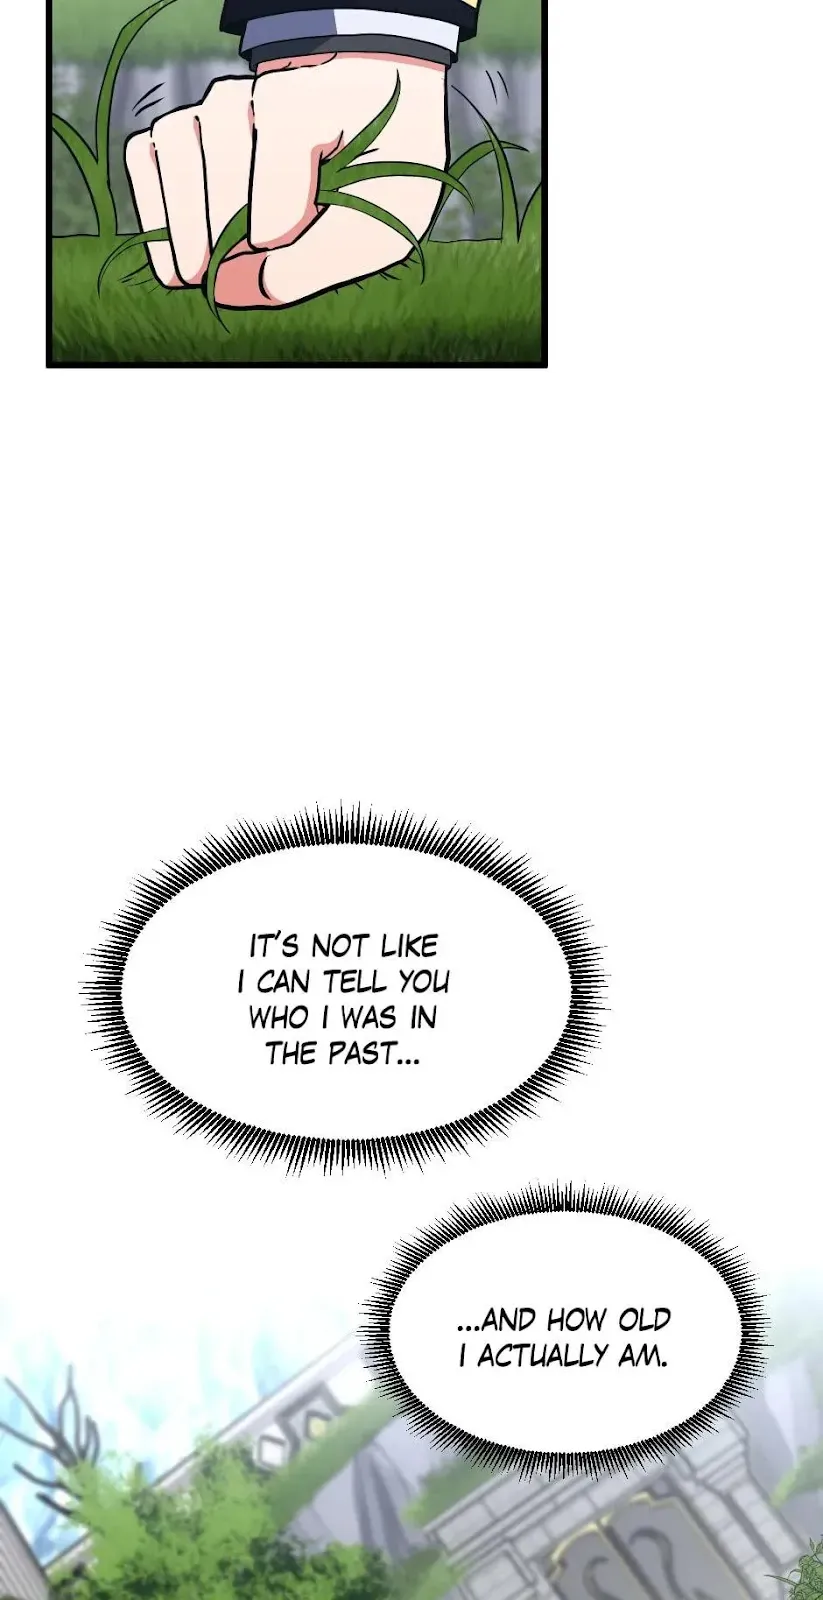 IT'S NOT LIKE
I CAN TELL YOU
WHO I WAS IN
THE PAST...
...AND HOW OLD
I ACTUALLY AM.